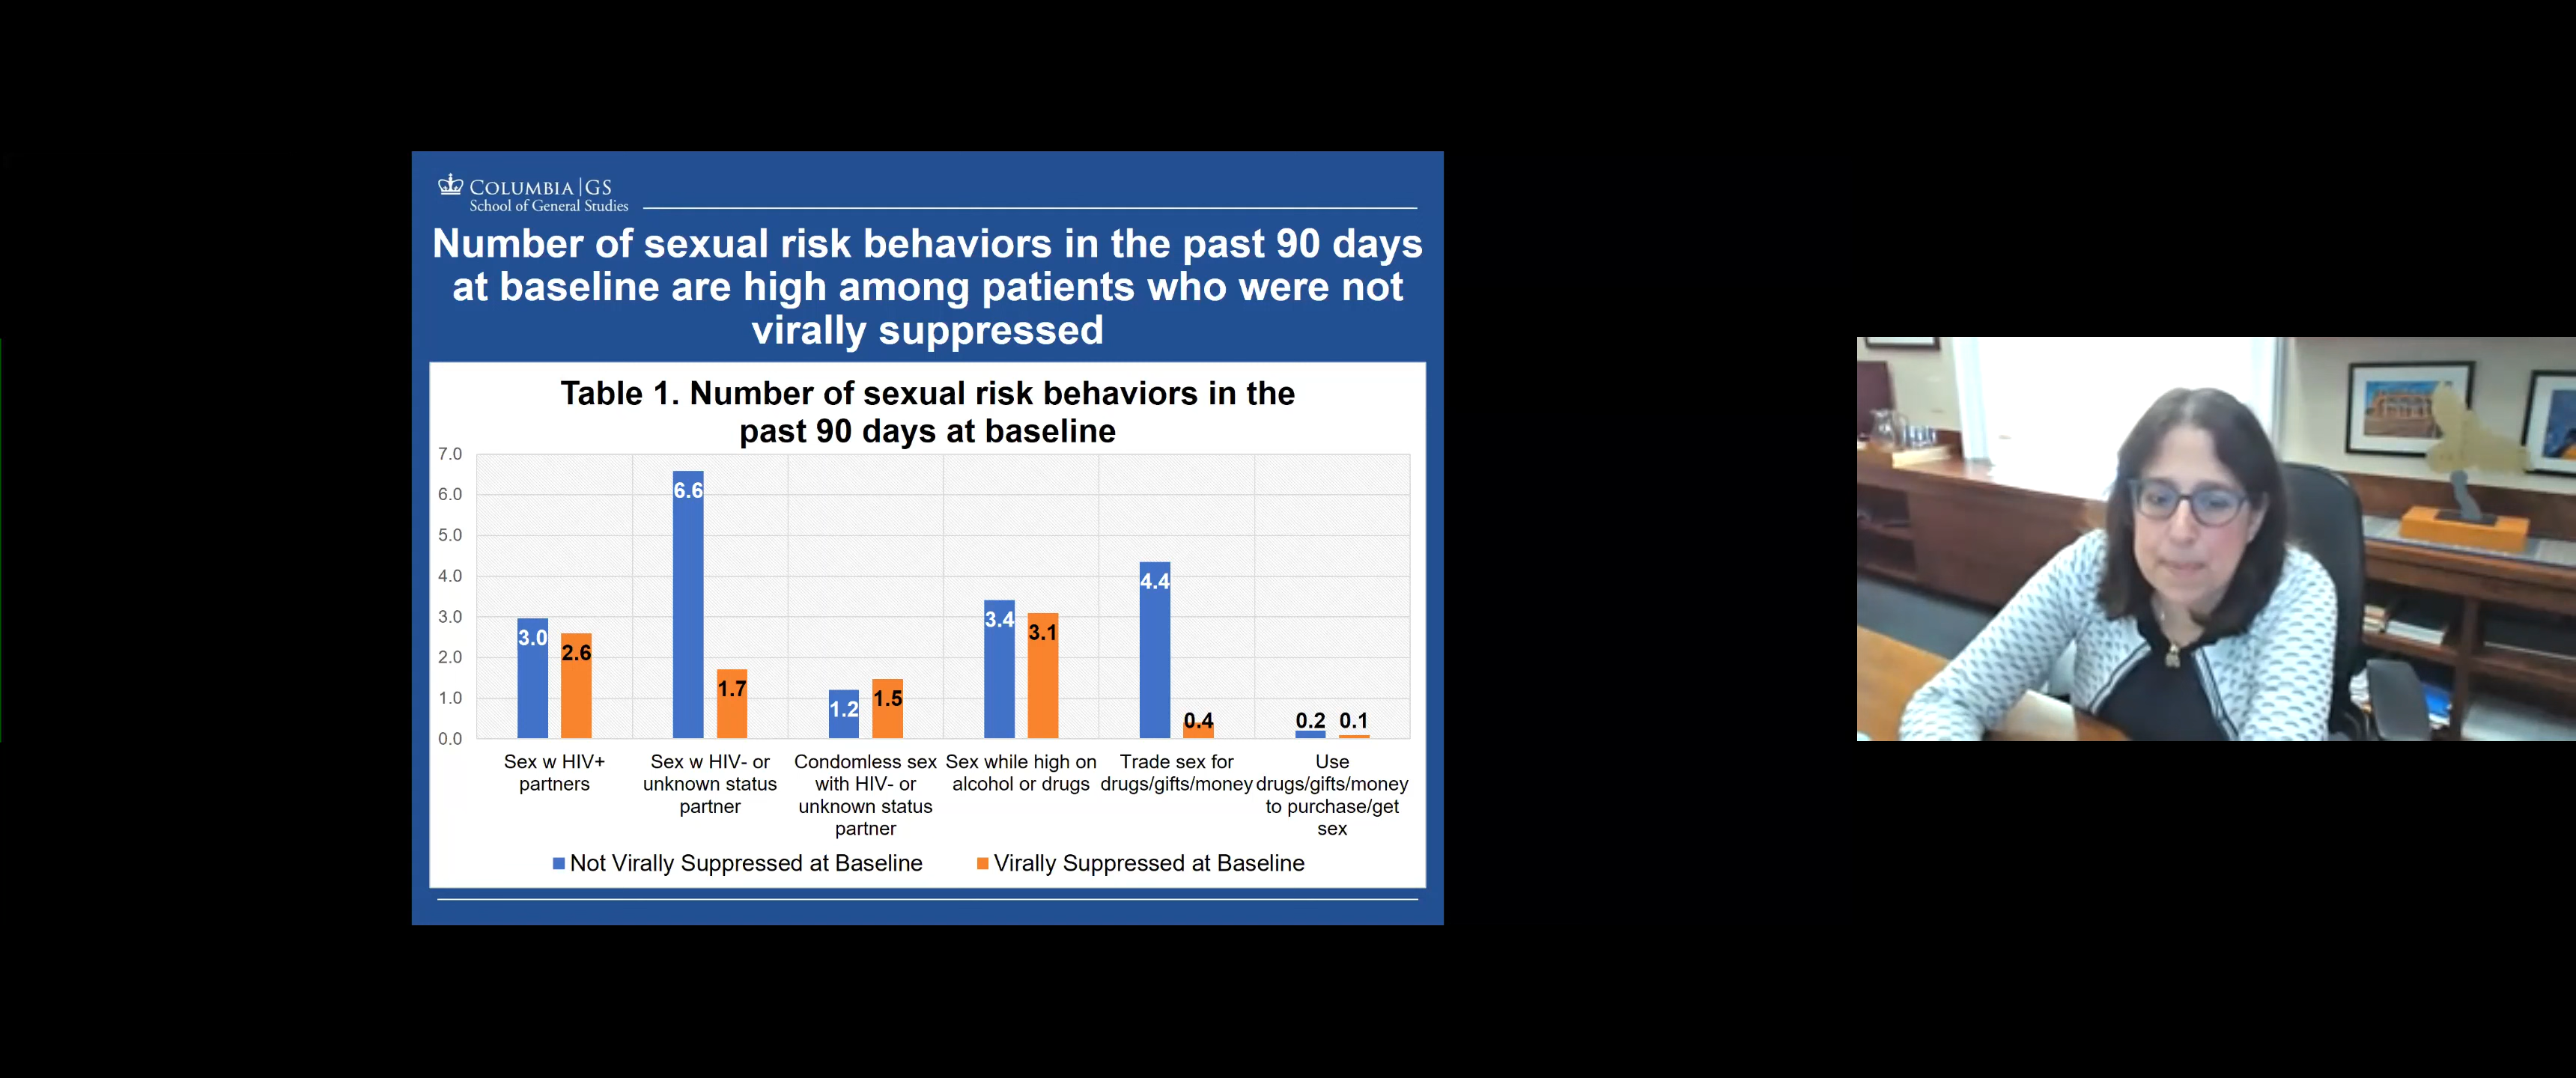 COLUMBIA | GS
School of General Studies
Number of sexual risk behaviors in the past 90 days
at baseline are high among patients who were not
virally suppressed
Table 1. Number of sexual risk behaviors in the
past 90 days at baseline
7.0
6.0
5.0
4.0
3.0
2.0
1.0
0.0
3.0
2.6
6.6
1.7
1.2
1.5
3.4
3.1
4.4
0.4
0.2
0.1
Sex w HIV+
partners
Sex w HIV- or
unknown status
partner
Condomless sex
with HIV- or
unknown status
partner
Sex while high on
alcohol or drugs
Trade sex for
drugs/gifts/money
Use
drugs/gifts/money
to purchase/get
sex
Not Virally Suppressed at Baseline
Virally Suppressed at Baseline